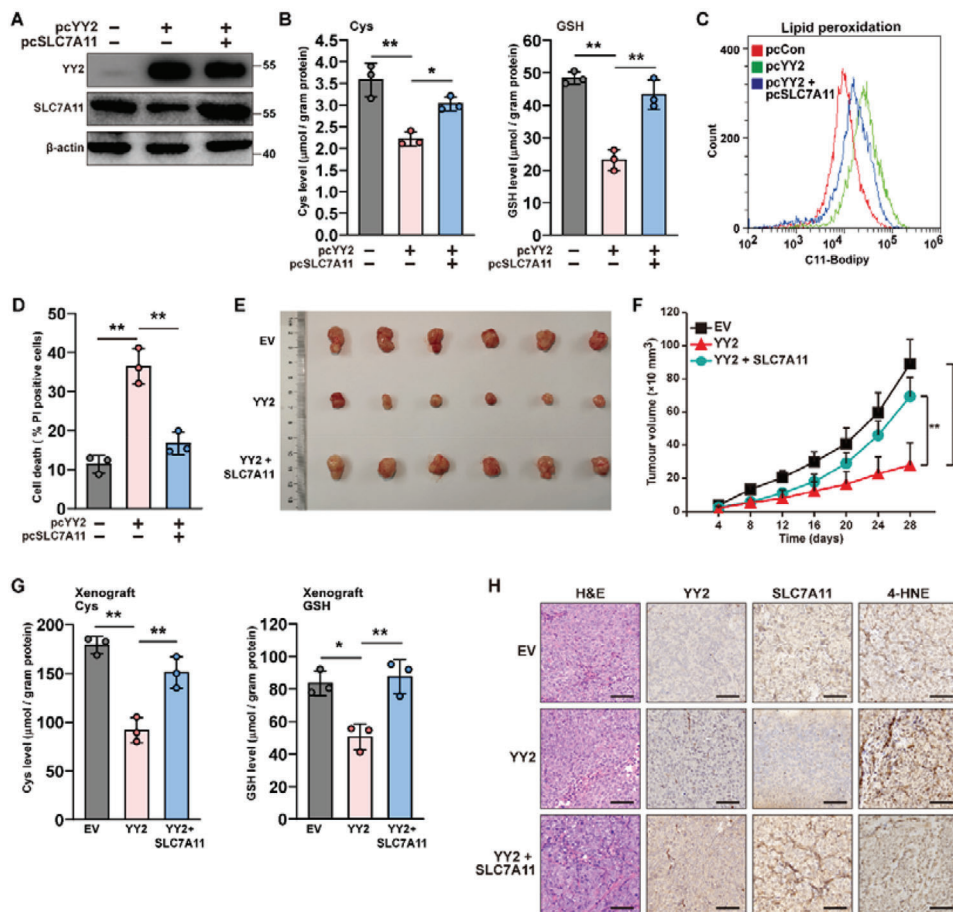 A
pcYY2 − + +
pcSLC7A11 − − +
YY2
55
SLC7A11
55
β-actin
40
B
Cys
** *
Cys level (μmol / gram protein)
4.0
3.5
3.0
2.5
2.0
1.5
1.0
0.5
0.0
pcYY2 − + +
pcSLC7A11 − − +
GSH
** **
GSH level (μmol / gram protein)
60
50
40
30
20
10
0
pcYY2 − + +
pcSLC7A11 − − +
C
Lipid peroxidation
pcCon
pcYY2
pcYY2 +
pcSLC7A11
Count
400
300
200
100
0
10² 10³ 10⁴ 10⁵ 10⁶
C11-Bodipy
D
** **
Cell death ( % PI positive cells)
50
40
30
20
10
0
pcYY2 − + +
pcSLC7A11 − − +
E
EV
YY2
YY2 +
SLC7A11
F
EV
YY2
YY2 + SLC7A11
Tumour volume (*10 mm³)
120
100
80
60
40
20
0
4 8 12 16 20 24 28
Time (days)
**
G
Xenograft
Cys
** **
Cys level (μmol / gram protein)
200
150
100
50
0
EV YY2 YY2+
SLC7A11
Xenograft
GSH
* **
GSH level (μmol / gram protein)
120
100
80
60
40
20
0
EV YY2 YY2+
SLC7A11
H
H&E YY2 SLC7A11 4-HNE
EV
YY2
YY2 +
SLC7A11